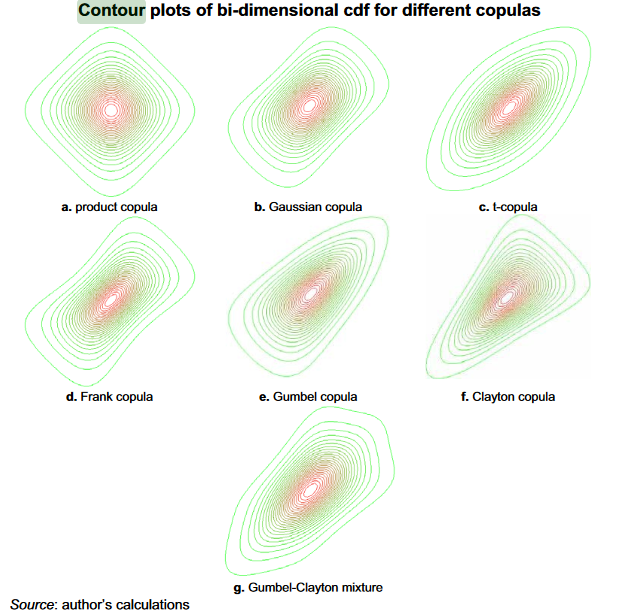 Contour plots of bi-dimensional cdf for different copulas
a. product copula
b. Gaussian copula
c. t-copula
d. Frank copula
e. Gumbel copula
f. Clayton copula
g. Gumbel-Clayton mixture
Source: author's calculations